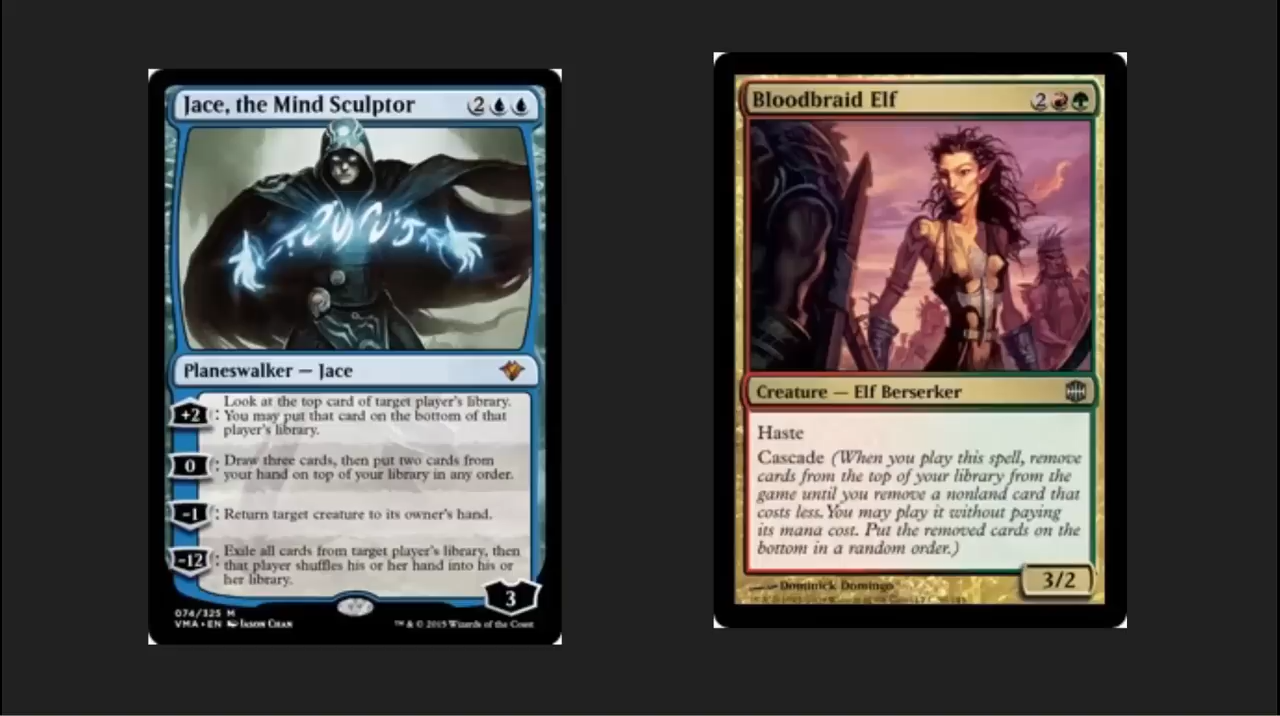 Jace, the Mind Sculptor 2
Planeswalker — Jace
+2: Look at the top card of target player's library.
You may put that card on the bottom of that
player's library.
0: Draw three cards, then put two cards from
your hand on top of your library in any order.
-1: Return target creature to its owner's hand.
-12: Exile all cards from target player's library, then
that player shuffles his or her hand into his or
her library.
3
074/325 M
VMA • EN Jason Chan
™ & © 2015 Wizards of the Coast
Bloodbraid Elf 2
Creature — Elf Berserker
Haste
Cascade (When you play this spell, remove
cards from the top of your library from the
game until you remove a nonland card that
costs less. You may play it without paying
its mana cost. Put the removed cards on the
bottom in a random order.)
3/2
Dominick Domingo